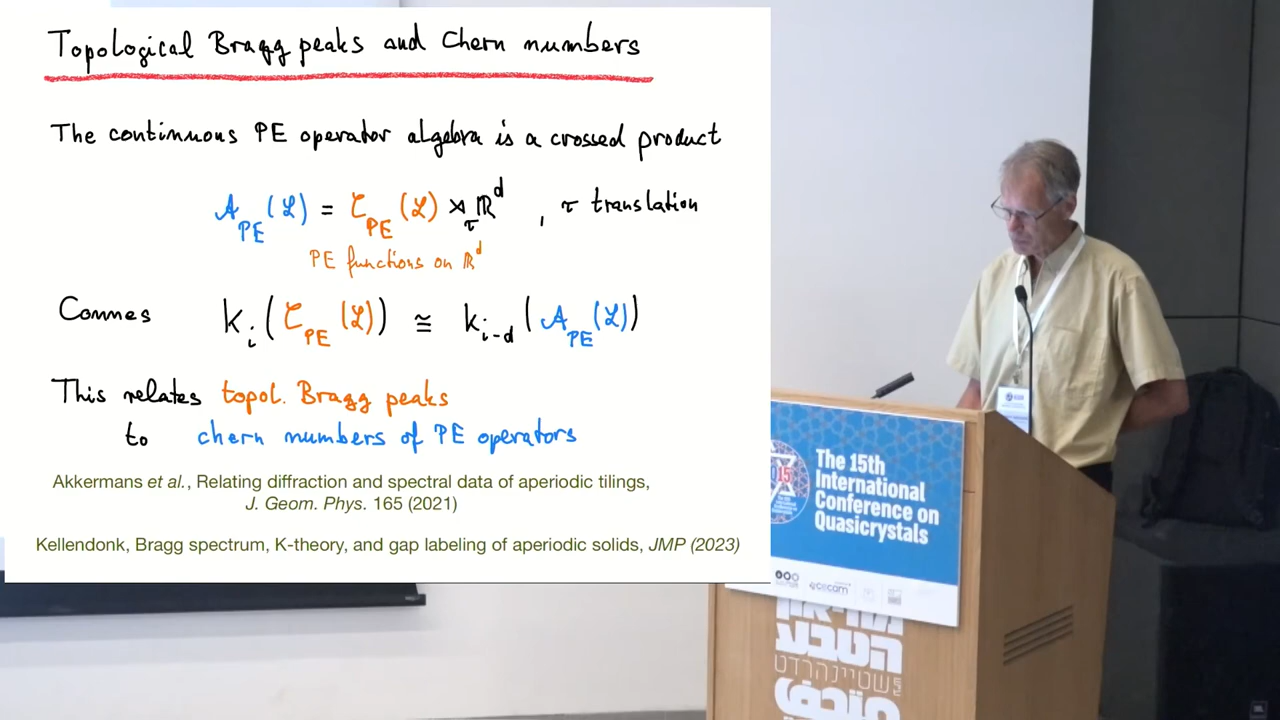 Topological Bragg peaks and Chern numbers
The continuous PE operator algebra is a crossed product
𝒜_PE (ℒ) = 𝒞_PE (ℒ) ⋊_τ ℝ^d , τ translation
PE functions on ℝ^d
Connes K_i (𝒞_PE (ℒ)) ≅ K_{i-d} (𝒜_PE (ℒ))
This relates topol. Bragg peaks
to chern numbers of PE operators
Akkermans et al., Relating diffraction and spectral data of aperiodic tilings,
J. Geom. Phys. 165 (2021)
Kellendonk, Bragg spectrum, K-theory, and gap labeling of aperiodic solids, JMP (2023)
The 15th
International
Conference on
Quasicrystals
cecam
הטבע
שטיינהרדט